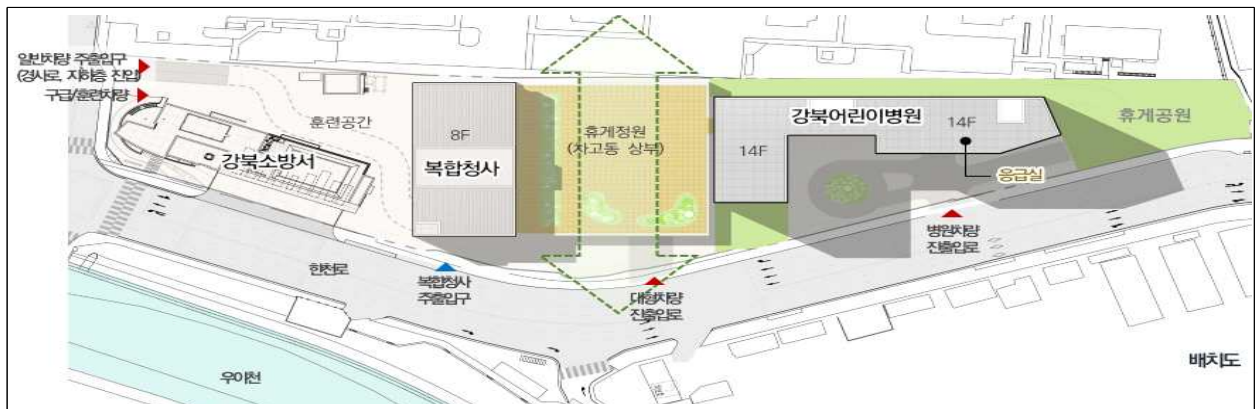 일반차량 주출입구
(경사로, 지하층 진입)
구급/훈련차량
훈련공간
강북소방서
8F
복합청사
휴게정원
(차고동 상부)
강북어린이병원
14F
14F
응급실
휴게공원
병원차량
진출입로
한천로
복합청사
주출입구
대형차량
진출입로
우이천
배치도